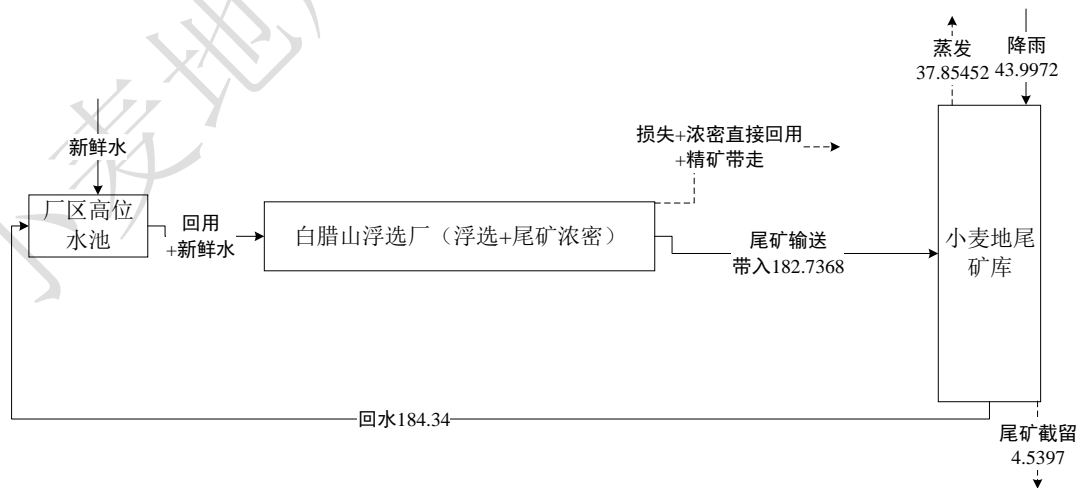 小麦地
蒸发
37.85452
降雨
43.9972
新鲜水
损失+浓密直接回用
+精矿带走
厂区高位
水池
回用
+新鲜水
白腊山浮选厂（浮选+尾矿浓密）
尾矿输送
带入182.7368
小麦地尾
矿库
回水184.34
尾矿截留
4.5397